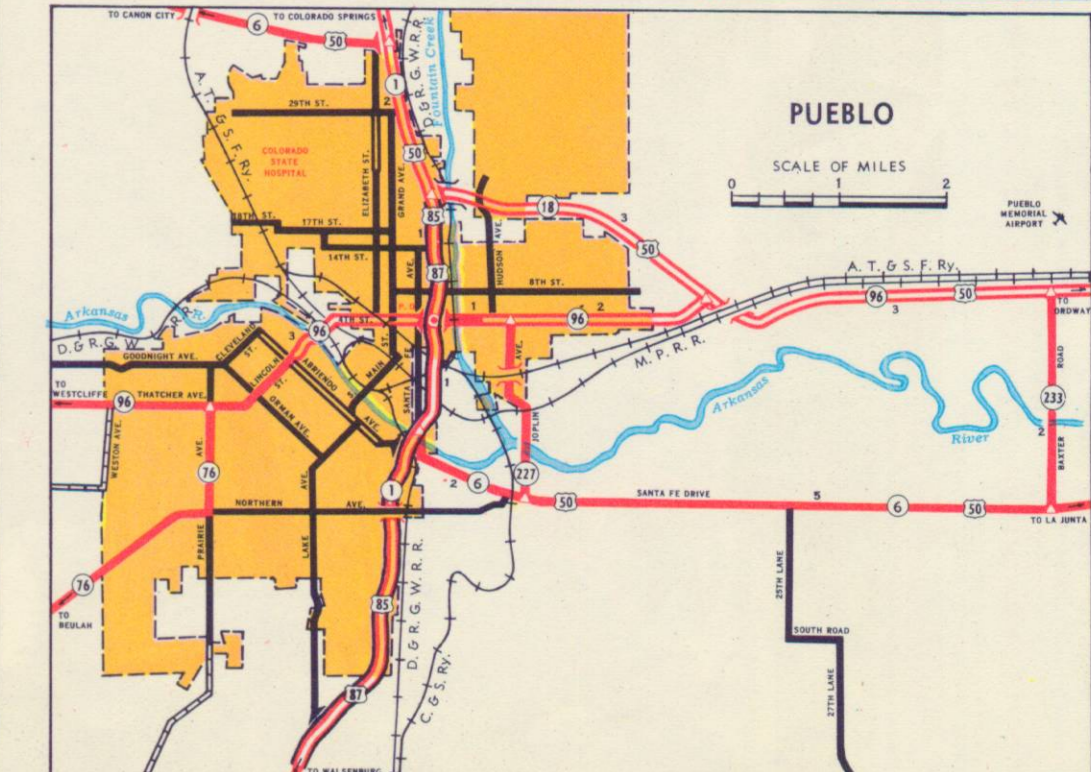 TO CANON CITY
6
50
TO COLORADO SPRINGS
1
D. & R. G. W. R. R.
Fountain Creek
A. T. & S. F. Ry.
29TH ST.
2
COLORADO
STATE
HOSPITAL
ELIZABETH ST.
GRAND AVE.
50
PUEBLO
SCALE OF MILES
0
1
2
PUEBLO
MEMORIAL
AIRPORT
18TH ST.
17TH ST.
14TH ST.
85
18
3
50
HUDSON AVE.
1
87
8TH ST.
A. T. & S. F. Ry.
96
50
3
TO
ORDWAY
Arkansas R.
D. & R. G. W. R. R.
P.O.
4TH ST.
96
3
1
2
96
M. P. R. R.
GOODNIGHT AVE.
CLEVELAND ST.
LINCOLN ST.
ABRIENDO AVE.
MAIN ST.
SANTA FE AVE.
1
JOPLIN AVE.
Arkansas
River
ROAD
233
2
BAXTER
TO
WESTCLIFFE
96
THATCHER AVE.
ORMAN AVE.
WESTON AVE.
AVE.
76
PRAIRIE
NORTHERN AVE.
LAKE AVE.
1
2
6
227
50
SANTA FE DRIVE
5
6
50
TO LA JUNTA
76
TO
BEULAH
85
D. & R. G. W. R. R.
C. & S. Ry.
25TH LANE
SOUTH ROAD
27TH LANE
87
TO WALSENBURG